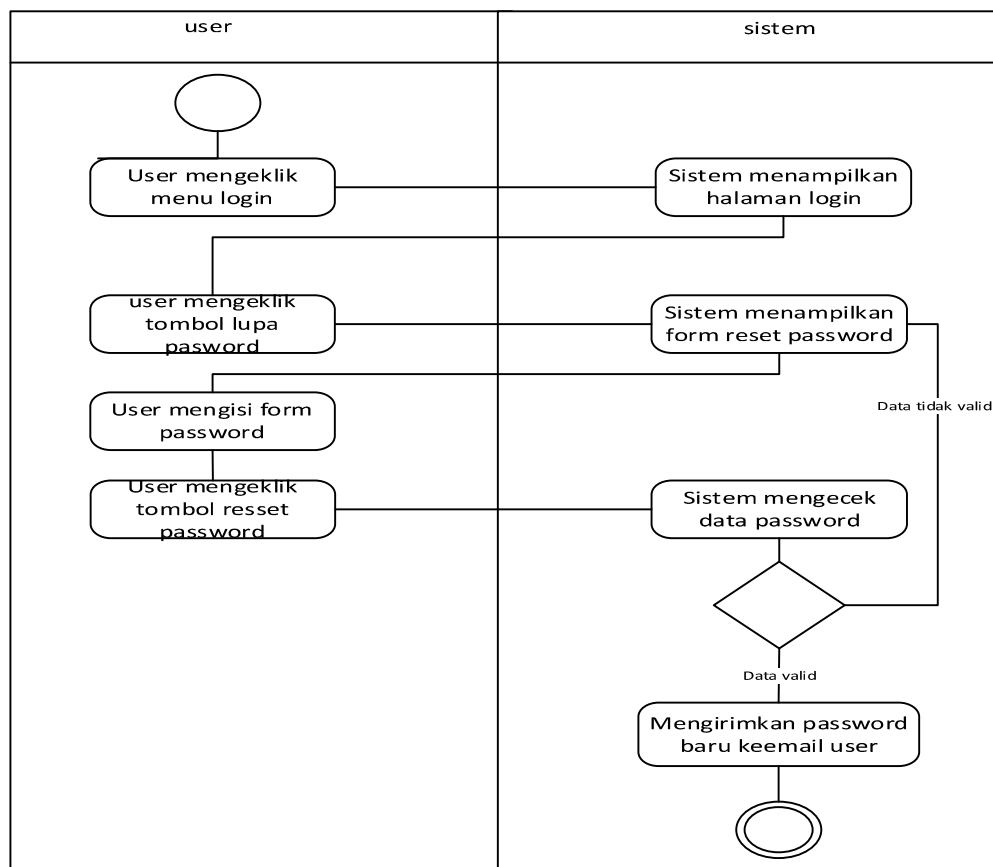 user
sistem
User mengeklik
menu login
Sistem menampilkan
halaman login
user mengeklik
tombol lupa
pasword
Sistem menampilkan
form reset password
Data tidak valid
User mengisi form
password
User mengeklik
tombol resset
password
Sistem mengecek
data password
Data valid
Mengirimkan password
baru keemail user